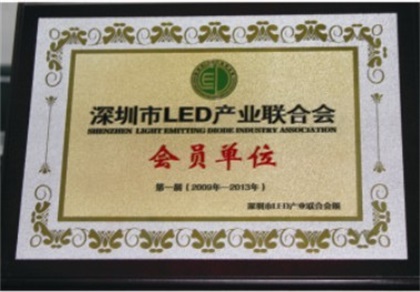 深圳市LED产业联合会
SHENZHEN LIGHT EMITTING DIODE INDUSTRY ASSOCIATION
会员单位
第一届（2009年—2013年）
深圳市LED产业联合会颁